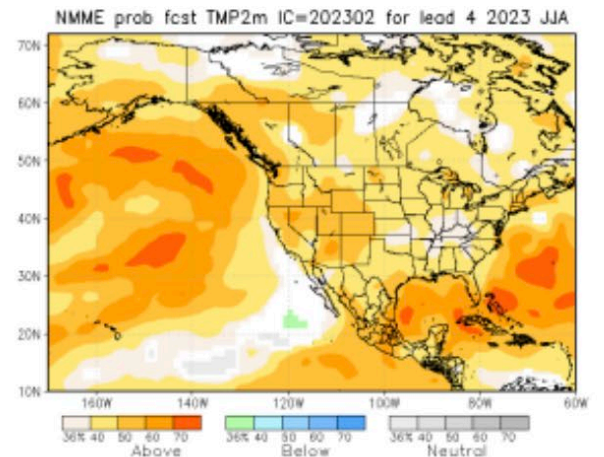 NMME prob fcst TMP2m IC=202302 for lead 4 2023 JJA
70N
60N
50N
40N
30N
20N
10N
160W 140W 120W 100W 80W 60W
36% 40 50 60 70 36% 40 50 60 70 36% 40 50 60 70
Above Below Neutral